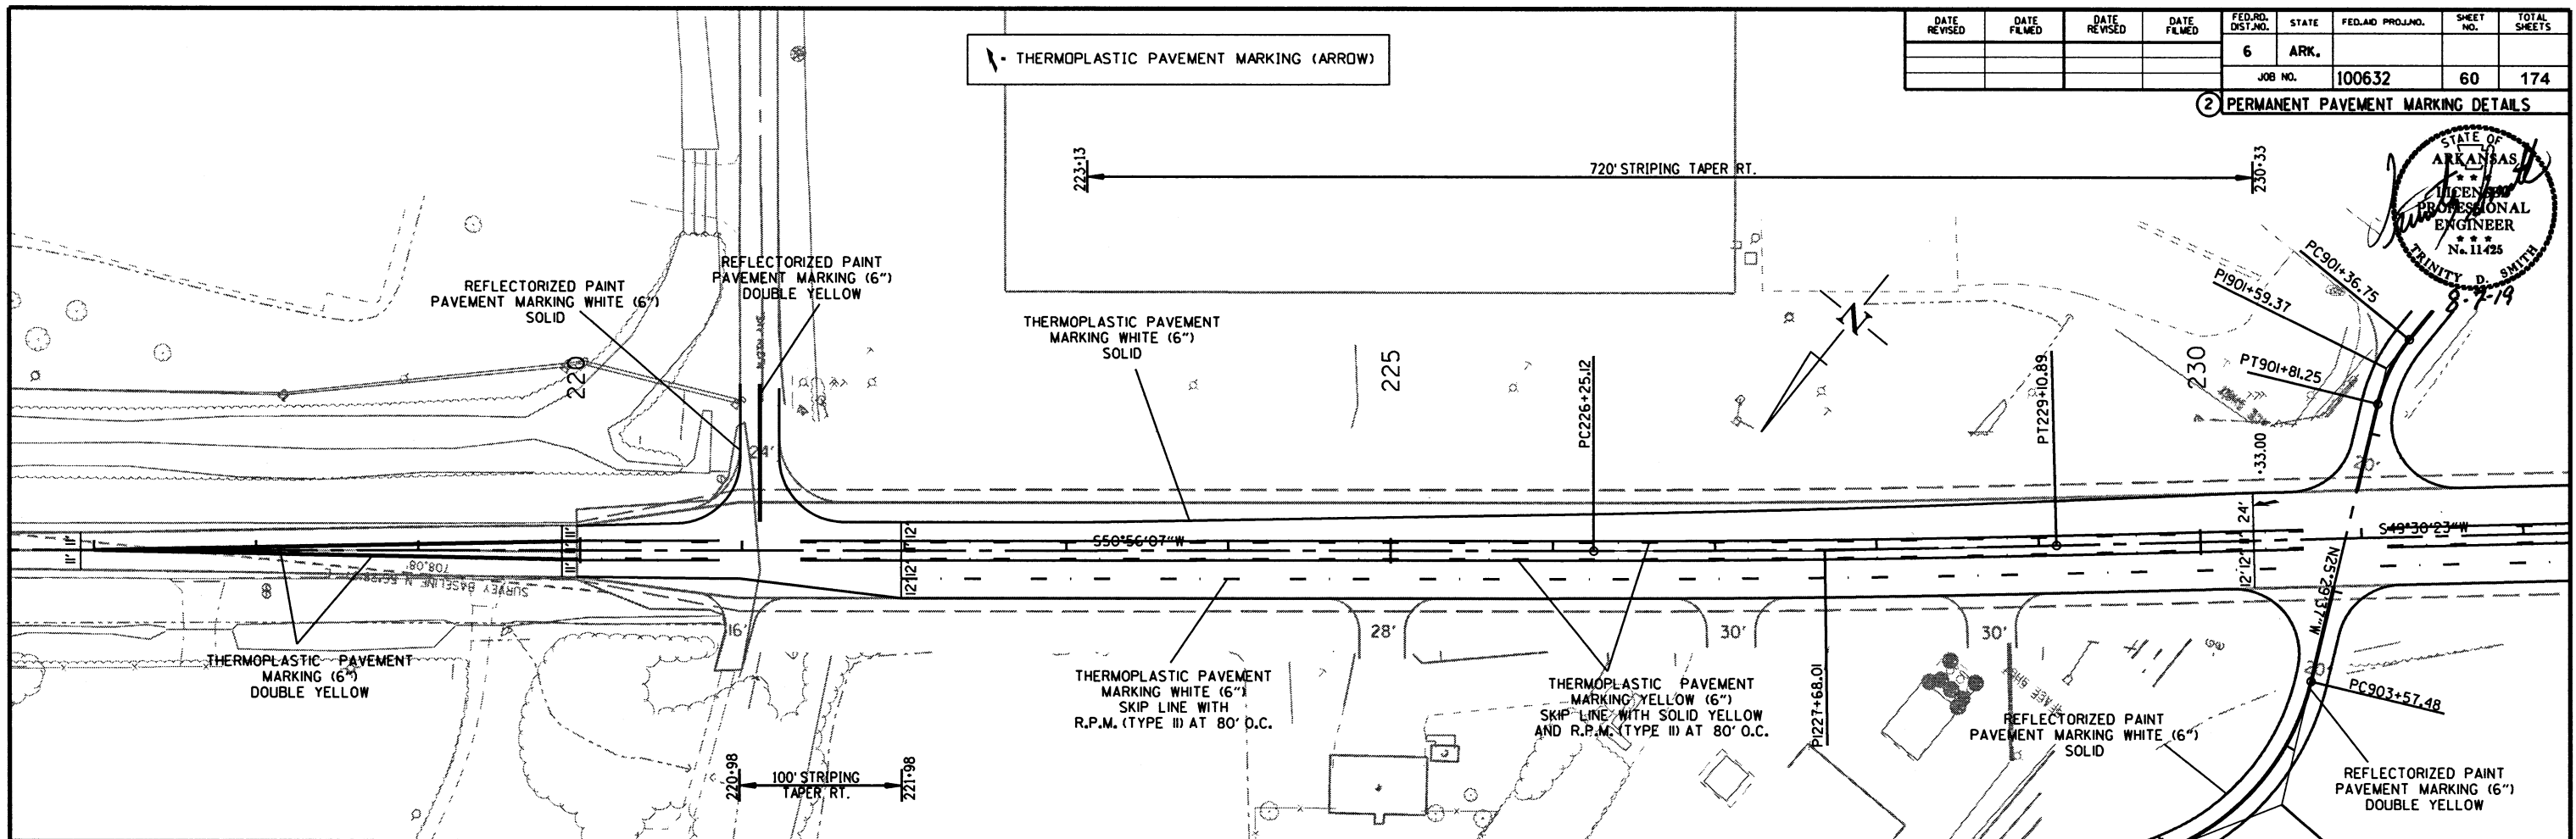 DATE REVISED
DATE FILMED
DATE REVISED
DATE FILMED
FED.RD. DIST.NO.
STATE
FED.AID PROJ.NO.
SHEET NO.
TOTAL SHEETS
6
ARK.
JOB NO.
100632
60
174
2 PERMANENT PAVEMENT MARKING DETAILS
- THERMOPLASTIC PAVEMENT MARKING (ARROW)
STATE OF
ARKANSAS
LICENSED
PROFESSIONAL
ENGINEER
No. 11425
TRINITY D. SMITH
8-7-19
223+13
720' STRIPING TAPER RT.
230+33
REFLECTORIZED PAINT
PAVEMENT MARKING WHITE (6")
SOLID
REFLECTORIZED PAINT
PAVEMENT MARKING (6")
DOUBLE YELLOW
THERMOPLASTIC PAVEMENT
MARKING WHITE (6")
SOLID
N
PC901+36.75
PI901+59.37
PT901+81.25
220
225
230
PC226+25.12
PT229+10.89
+33.00
24'
20'
11' 11'
11' 11' 11'
12' 12' 12'
S50°56'07"W
24'
12' 12'
S49°30'23"W
N25°29'37"W
708.08'
SURVEY BASELINE N
16'
28'
30'
30'
20'
THERMOPLASTIC PAVEMENT
MARKING (6")
DOUBLE YELLOW
THERMOPLASTIC PAVEMENT
MARKING WHITE (6")
SKIP LINE WITH
R.P.M. (TYPE II) AT 80' O.C.
THERMOPLASTIC PAVEMENT
MARKING YELLOW (6")
SKIP LINE WITH SOLID YELLOW
AND R.P.M. (TYPE II) AT 80' O.C.
PI227+68.01
PC903+57.48
REFLECTORIZED PAINT
PAVEMENT MARKING WHITE (6")
SOLID
REFLECTORIZED PAINT
PAVEMENT MARKING (6")
DOUBLE YELLOW
220+98
100' STRIPING
TAPER RT.
221+98